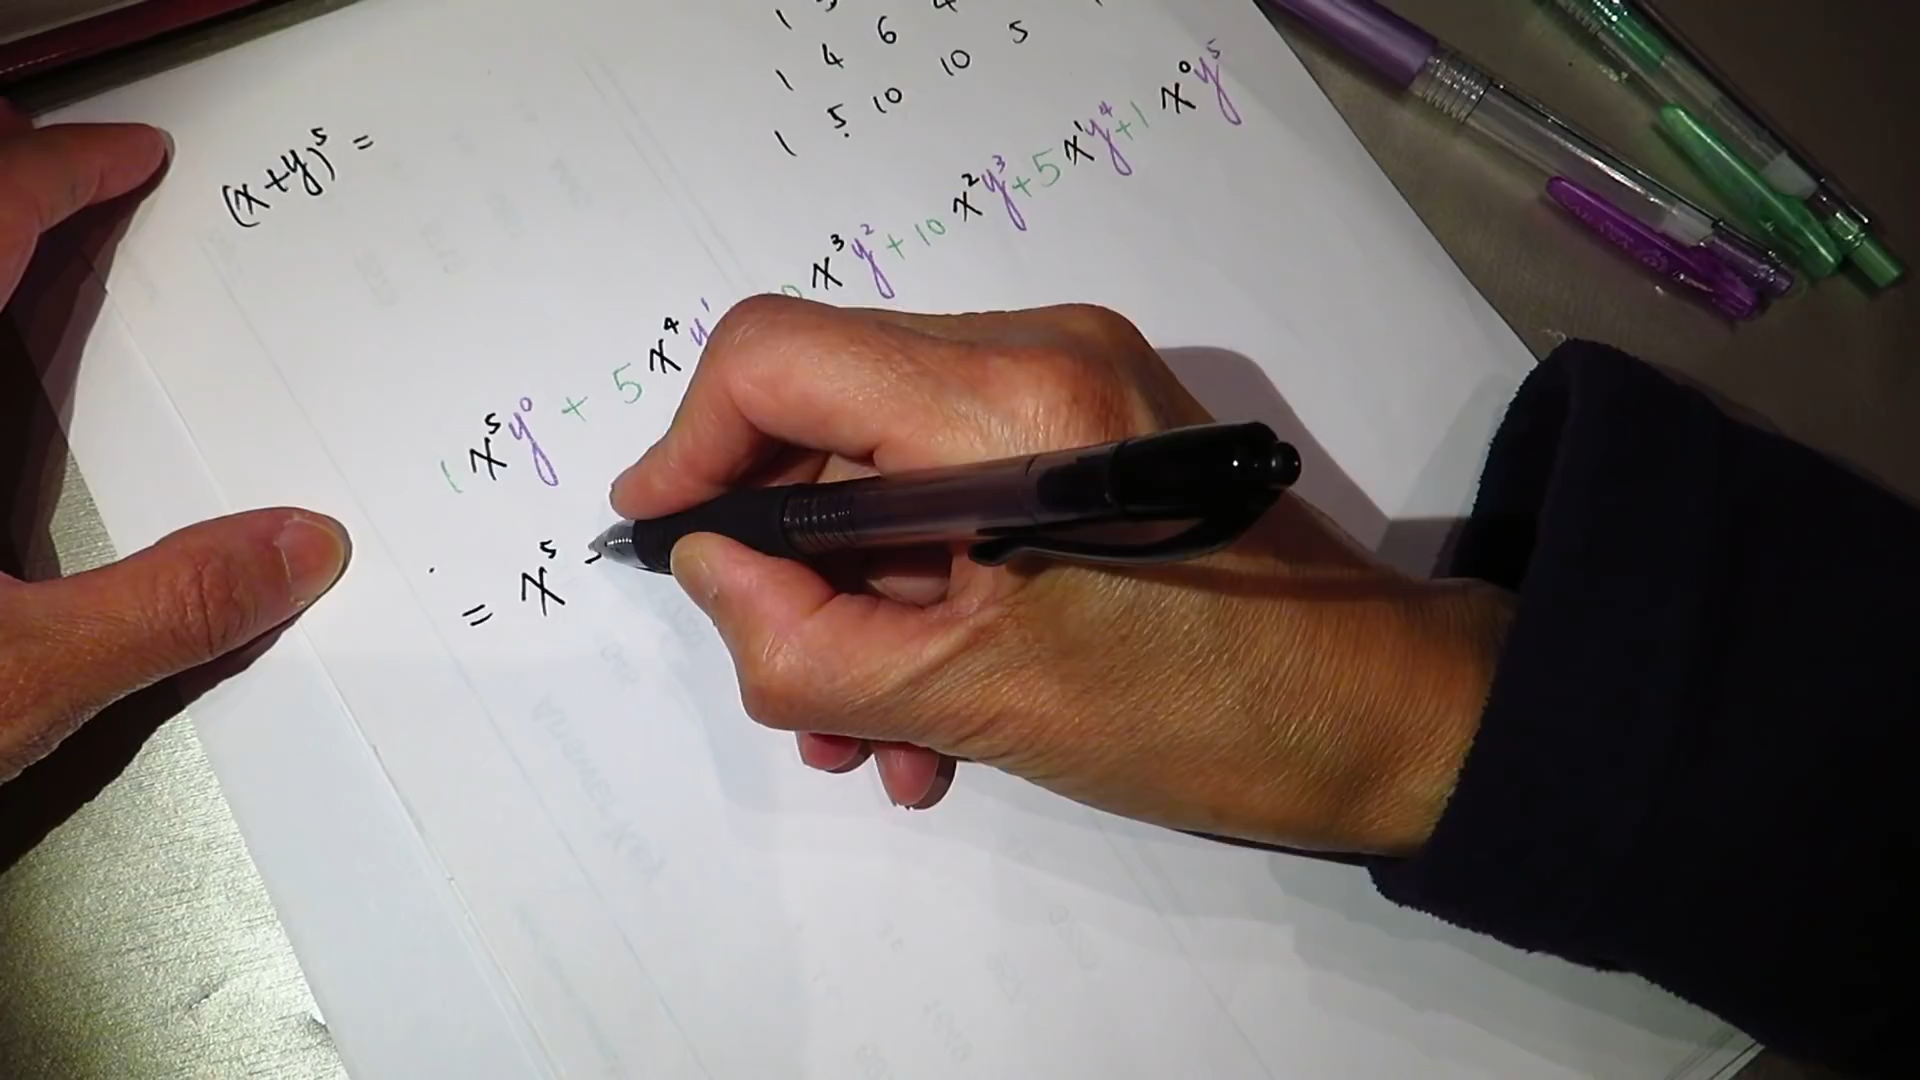 1 4 6 4
1 5 10 10 5
(x+y)⁵ =
1 x⁵y⁰ + 5 x⁴y¹ 10 x³y² + 10 x²y³ + 5 x¹y⁴ + 1 x⁰y⁵
= x⁵